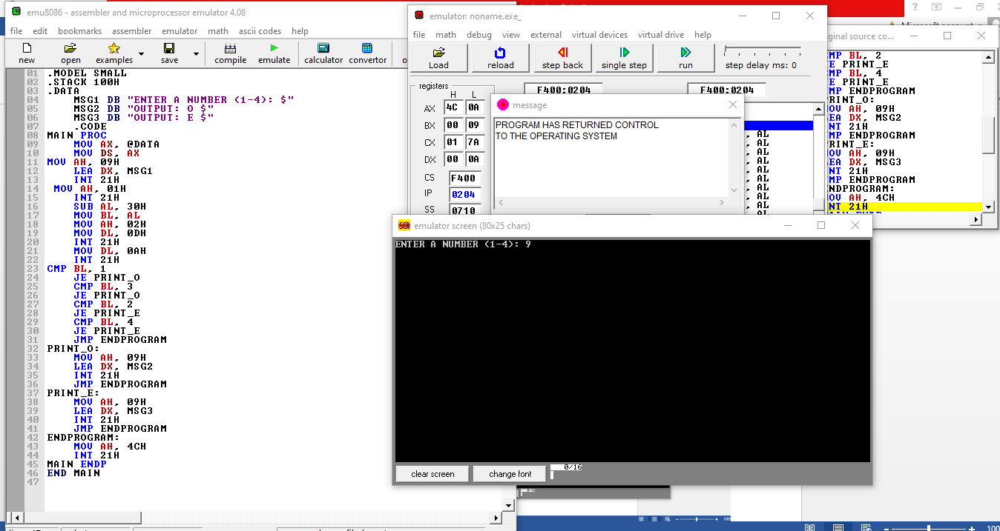 emu8086 - assembler and microprocessor emulator 4.08
file edit bookmarks assembler emulator math ascii codes help
new open examples save compile emulate calculator convertor
01 .MODEL SMALL
02 .STACK 100H
03 .DATA
04 MSG1 DB "ENTER A NUMBER (1-4): $"
05 MSG2 DB "OUTPUT: O $"
06 MSG3 DB "OUTPUT: E $"
07 .CODE
08 MAIN PROC
09 MOV AX, @DATA
10 MOV DS, AX
11 MOV AH, 09H
12 LEA DX, MSG1
13 INT 21H
14 MOV AH, 01H
15 INT 21H
16 SUB AL, 30H
17 MOV BL, AL
18 MOV AH, 02H
19 MOV DL, 0DH
20 INT 21H
21 MOV DL, 0AH
22 INT 21H
23 CMP BL, 1
24 JE PRINT_O
25 CMP BL, 3
26 JE PRINT_O
27 CMP BL, 2
28 JE PRINT_E
29 CMP BL, 4
30 JE PRINT_E
31 JMP ENDPROGRAM
32 PRINT_O:
33 MOV AH, 09H
34 LEA DX, MSG2
35 INT 21H
36 JMP ENDPROGRAM
37 PRINT_E:
38 MOV AH, 09H
39 LEA DX, MSG3
40 INT 21H
41 JMP ENDPROGRAM
42 ENDPROGRAM:
43 MOV AH, 4CH
44 INT 21H
45 MAIN ENDP
46 END MAIN
47
emulator: noname.exe_
file math debug view external virtual devices virtual drive help
Load reload step back single step run step delay ms: 0
registers
F400:0204 F400:0204
H L
AX 4C 0A
BX 00 09
CX 01 7A
DX 00 0A
CS F400
IP 0204
SS 0710
, AL
, AL
, AL
, AL
, AL
, AL
, AL
, AL
, AL
, AL
message
PROGRAM HAS RETURNED CONTROL
TO THE OPERATING SYSTEM
ginal source co...
MP BL, 2
E PRINT_E
MP BL, 4
E PRINT_E
MP ENDPROGRAM
RINT_O:
OV AH, 09H
EA DX, MSG2
NT 21H
MP ENDPROGRAM
RINT_E:
OV AH, 09H
EA DX, MSG3
NT 21H
MP ENDPROGRAM
NDPROGRAM:
OV AH, 4CH
NT 21H
emulator screen (80x25 chars)
ENTER A NUMBER (1-4): 9
clear screen change font 0/16
100